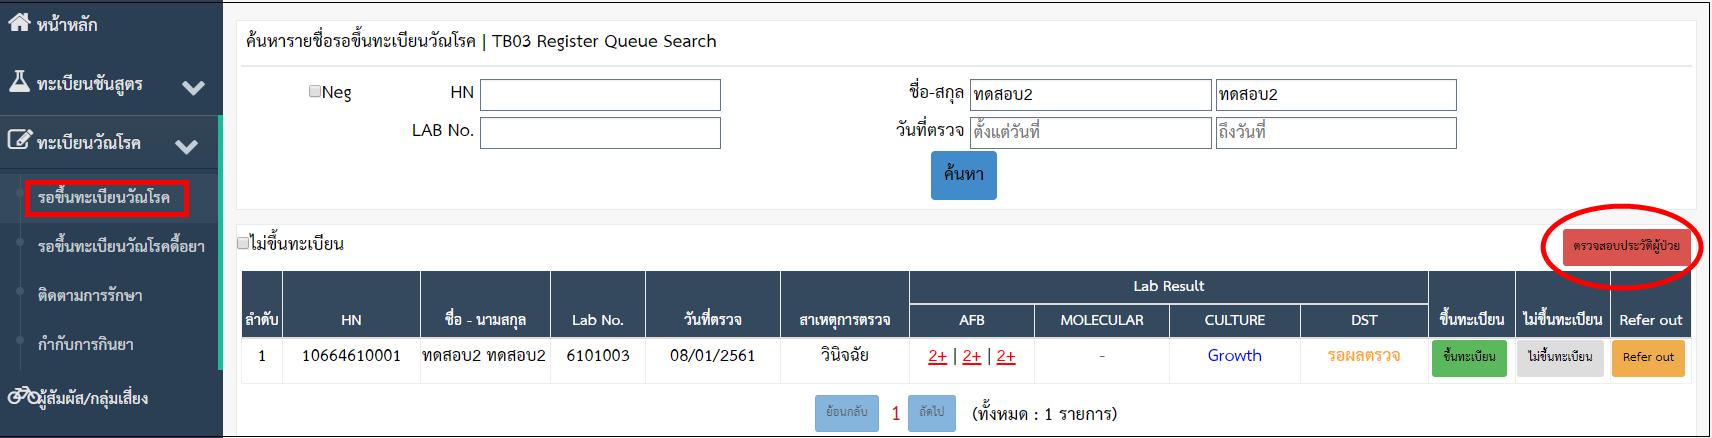 หน้าหลัก
ทะเบียนชันสูตร
ทะเบียนวัณโรค
รอขึ้นทะเบียนวัณโรค
รอขึ้นทะเบียนวัณโรคดื้อยา
ติดตามการรักษา
กำกับการกินยา
ผู้สัมผัส/กลุ่มเสี่ยง
ค้นหารายชื่อรอขึ้นทะเบียนวัณโรค | TB03 Register Queue Search
Neg HN ชื่อ-สกุล ทดสอบ2 ทดสอบ2
LAB No. วันที่ตรวจ ตั้งแต่วันที่ ถึงวันที่
ค้นหา
ไม่ขึ้นทะเบียน ตรวจสอบประวัติผู้ป่วย
Lab Result
ลำดับ HN ชื่อ - นามสกุล Lab No. วันที่ตรวจ สาเหตุการตรวจ AFB MOLECULAR CULTURE DST ขึ้นทะเบียน ไม่ขึ้นทะเบียน Refer out
1 10664610001 ทดสอบ2 ทดสอบ2 6101003 08/01/2561 วินิจฉัย 2+ | 2+ | 2+ - Growth รอผลตรวจ ขึ้นทะเบียน ไม่ขึ้นทะเบียน Refer out
ย้อนกลับ 1 ถัดไป (ทั้งหมด : 1 รายการ)